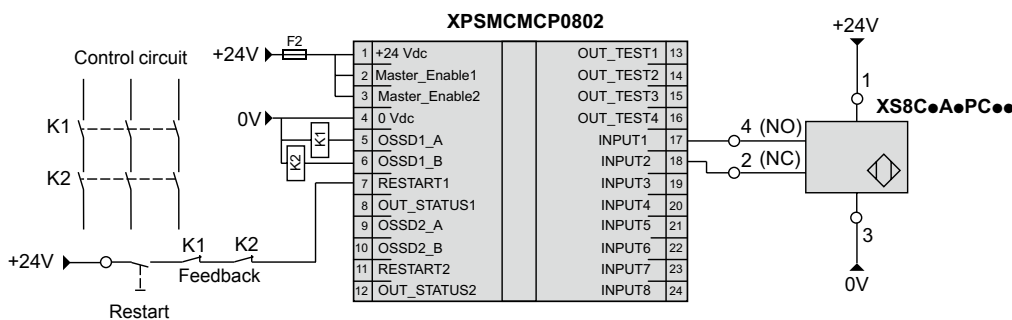 XPSMCMCP0802
Control circuit
K1
K2
+24V
F2
0V
K1
K2
1 +24 Vdc
2 Master_Enable1
3 Master_Enable2
4 0 Vdc
5 OSSD1_A
6 OSSD1_B
7 RESTART1
8 OUT_STATUS1
9 OSSD2_A
10 OSSD2_B
11 RESTART2
12 OUT_STATUS2
OUT_TEST1 13
OUT_TEST2 14
OUT_TEST3 15
OUT_TEST4 16
INPUT1 17
INPUT2 18
INPUT3 19
INPUT4 20
INPUT5 21
INPUT6 22
INPUT7 23
INPUT8 24
+24V
K1 K2
Feedback
Restart
+24V
1
XS8C●A●PC●●
4 (NO)
2 (NC)
3
0V